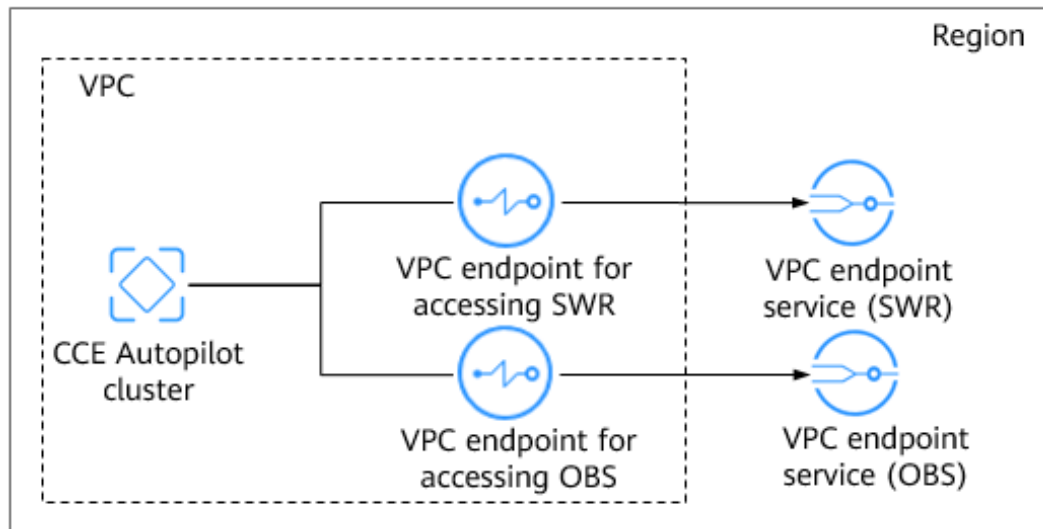 Region
VPC
VPC endpoint for
accessing SWR
VPC endpoint
service (SWR)
CCE Autopilot
cluster
VPC endpoint for
accessing OBS
VPC endpoint
service (OBS)